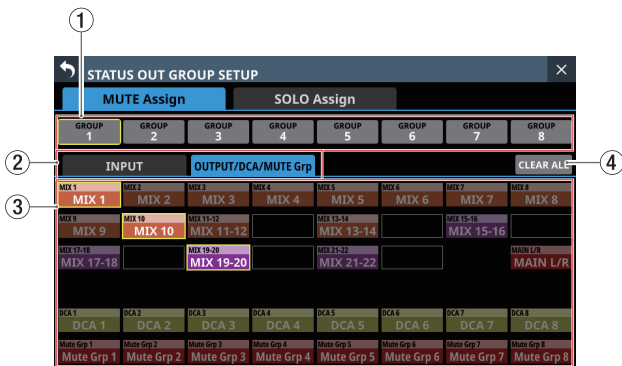 1
STATUS OUT GROUP SETUP ×
MUTE Assign SOLO Assign
GROUP GROUP GROUP GROUP GROUP GROUP GROUP GROUP
1 2 3 4 5 6 7 8
2 INPUT OUTPUT/DCA/MUTE Grp CLEAR ALL 4
MIX 1 MIX 2 MIX 3 MIX 4 MIX 5 MIX 6 MIX 7 MIX 8
3 MIX 1 MIX 2 MIX 3 MIX 4 MIX 5 MIX 6 MIX 7 MIX 8
MIX 9 MIX 10 MIX 11-12 MIX 13-14 MIX 15-16
MIX 9 MIX 10 MIX 11-12 MIX 13-14 MIX 15-16
MIX 17-18 MIX 19-20 MIX 21-22 MAIN L/R
MIX 17-18 MIX 19-20 MIX 21-22 MAIN L/R
DCA 1 DCA 2 DCA 3 DCA 4 DCA 5 DCA 6 DCA 7 DCA 8
DCA 1 DCA 2 DCA 3 DCA 4 DCA 5 DCA 6 DCA 7 DCA 8
Mute Grp 1 Mute Grp 2 Mute Grp 3 Mute Grp 4 Mute Grp 5 Mute Grp 6 Mute Grp 7 Mute Grp 8
Mute Grp 1 Mute Grp 2 Mute Grp 3 Mute Grp 4 Mute Grp 5 Mute Grp 6 Mute Grp 7 Mute Grp 8